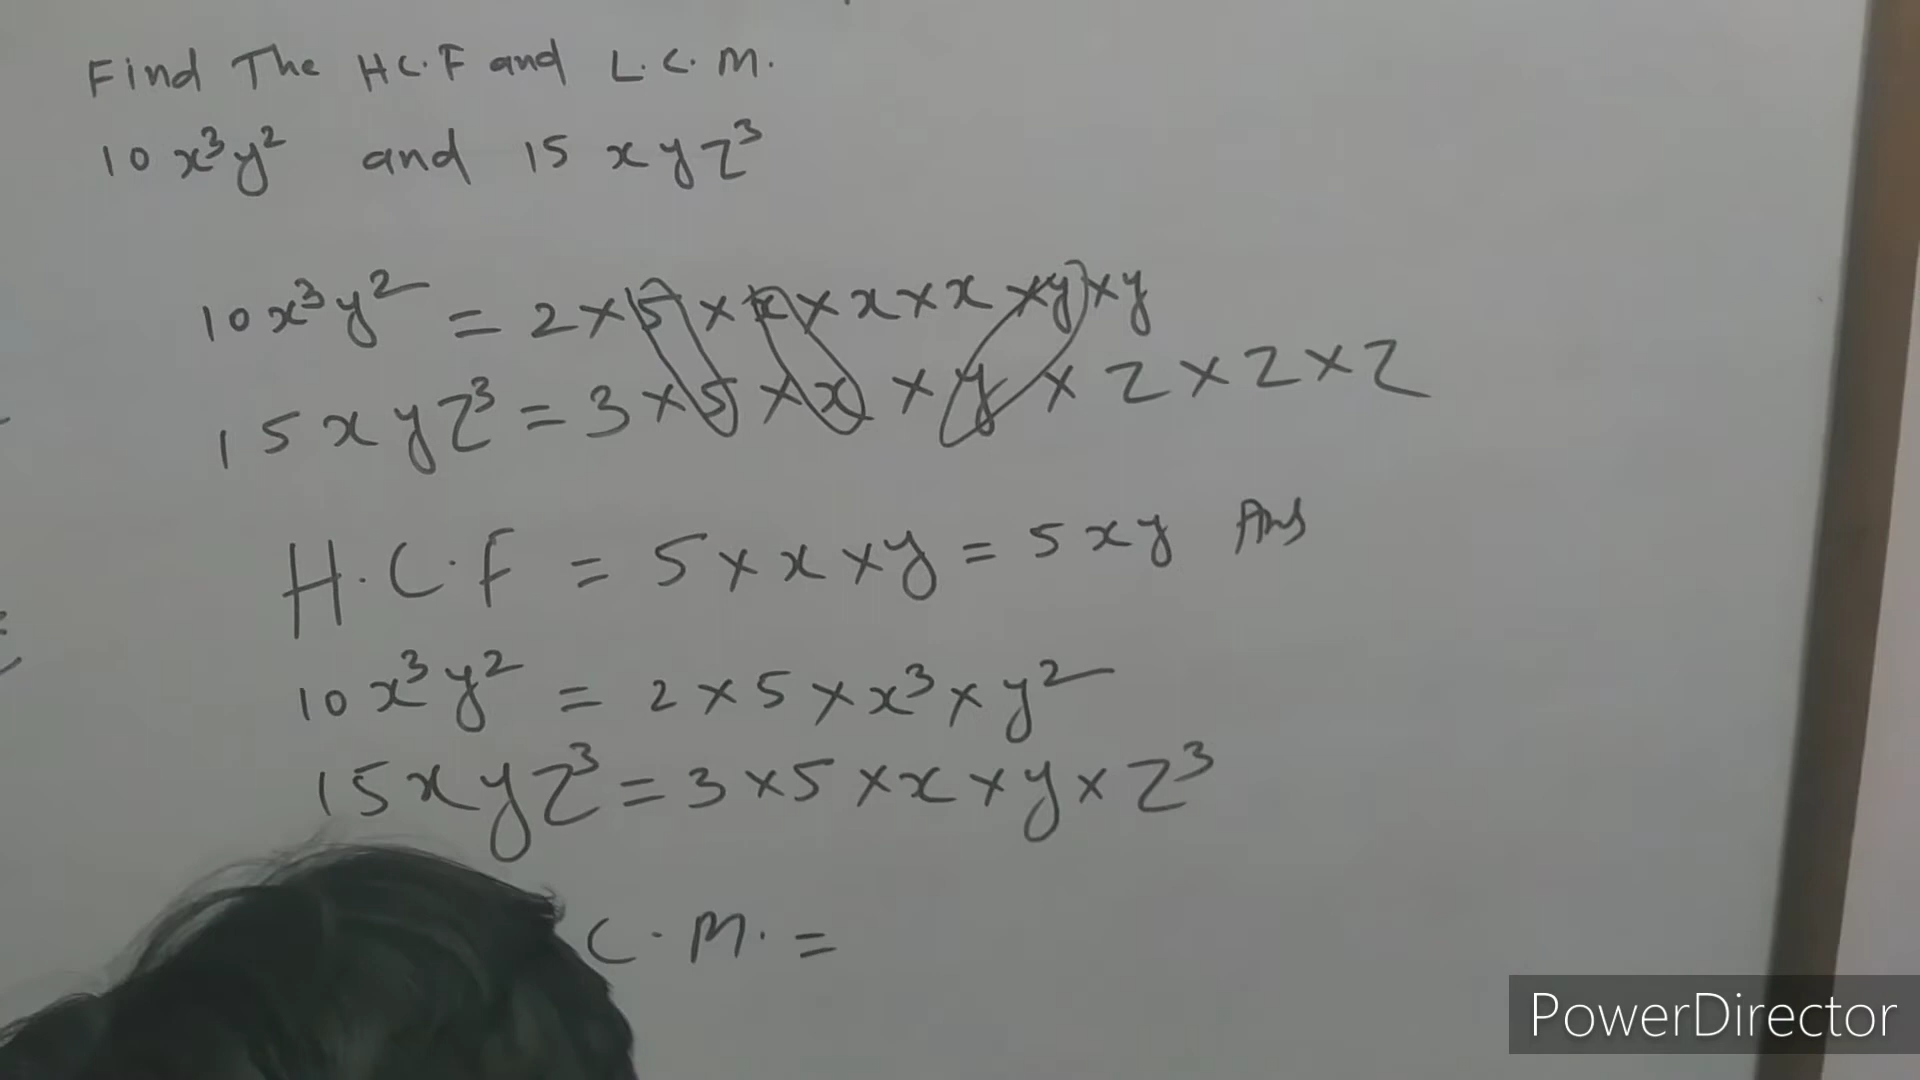 Find The H.C.F and L.C.M.
10 x³y² and 15 xyz³
10x³y² = 2×5×x×x×x×y×y
15xyz³ = 3×5×x×y×z×z×z
H.C.F = 5×x×y = 5xy Ans
10x³y² = 2×5×x³×y²
15xyz³ = 3×5×x×y×z³
C.M. =
PowerDirector